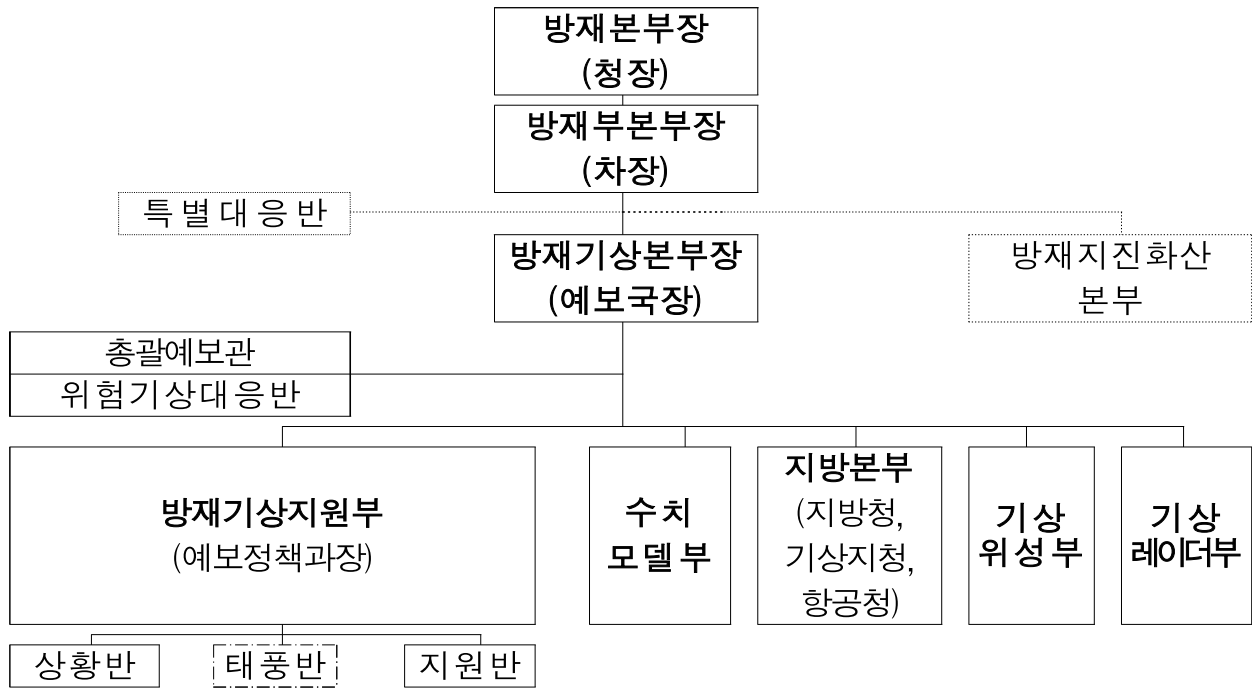 방재본부장
(청장)
방재부본부장
(차장)
특별대응반
방재기상본부장
(예보국장)
방재지진화산
본부
총괄예보관
위험기상대응반
방재기상지원부
(예보정책과장)
수치
모델부
지방본부
(지방청,
기상지청,
항공청)
기상
위성부
기상
레이더부
상황반
태풍반
지원반